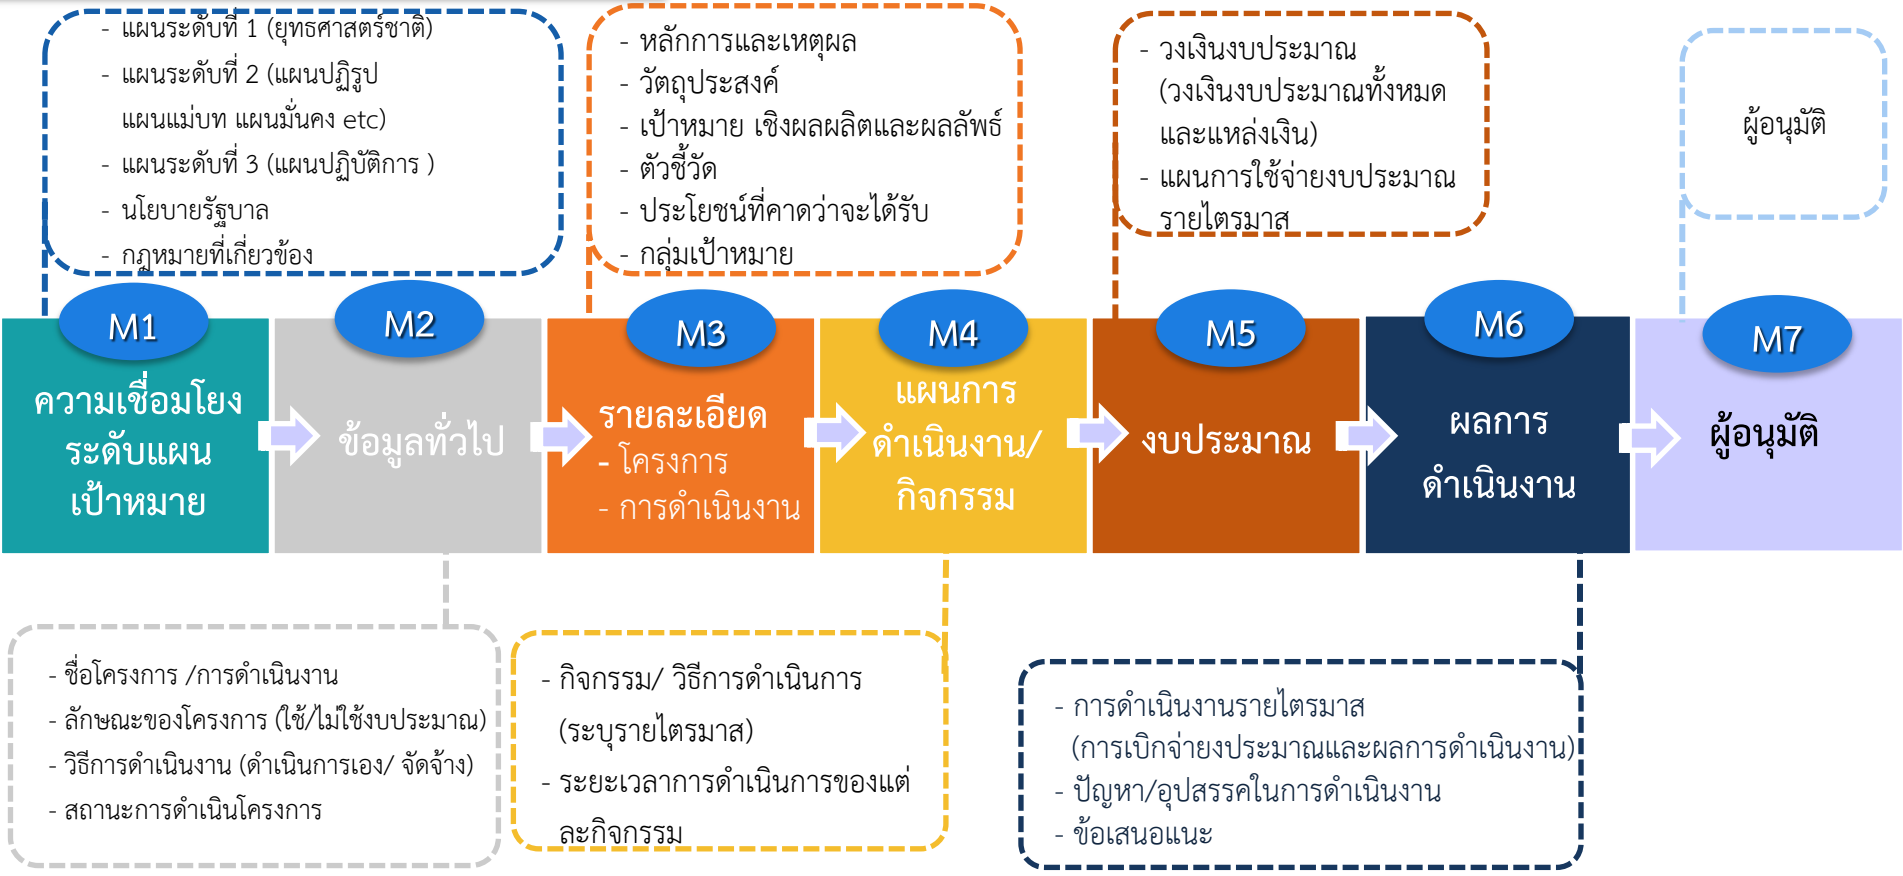 - แผนระดับที่ 1 (ยุทธศาสตร์ชาติ)
- แผนระดับที่ 2 (แผนปฏิรูป
แผนแม่บท แผนมั่นคง etc)
- แผนระดับที่ 3 (แผนปฏิบัติการ )
- นโยบายรัฐบาล
- กฎหมายที่เกี่ยวข้อง
- หลักการและเหตุผล
- วัตถุประสงค์
- เป้าหมาย เชิงผลผลิตและผลลัพธ์
- ตัวชี้วัด
- ประโยชน์ที่คาดว่าจะได้รับ
- กลุ่มเป้าหมาย
- วงเงินงบประมาณ
(วงเงินงบประมาณทั้งหมด
และแหล่งเงิน)
- แผนการใช้จ่ายงบประมาณ
รายไตรมาส
ผู้อนุมัติ
M1
ความเชื่อมโยง
ระดับแผน
เป้าหมาย
M2
ข้อมูลทั่วไป
M3
รายละเอียด
- โครงการ
- การดำเนินงาน
M4
แผนการ
ดำเนินงาน/
กิจกรรม
M5
งบประมาณ
M6
ผลการ
ดำเนินงาน
M7
ผู้อนุมัติ
- ชื่อโครงการ /การดำเนินงาน
- ลักษณะของโครงการ (ใช้/ไม่ใช้งบประมาณ)
- วิธีการดำเนินงาน (ดำเนินการเอง/ จัดจ้าง)
- สถานะการดำเนินโครงการ
- กิจกรรม/ วิธีการดำเนินการ
(ระบุรายไตรมาส)
- ระยะเวลาการดำเนินการของแต่
ละกิจกรรม
- การดำเนินงานรายไตรมาส
(การเบิกจ่ายงประมาณและผลการดำเนินงาน)
- ปัญหา/อุปสรรคในการดำเนินงาน
- ข้อเสนอแนะ